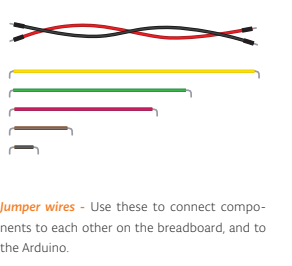 Jumper wires - Use these to connect compo-
nents to each other on the breadboard, and to
the Arduino.